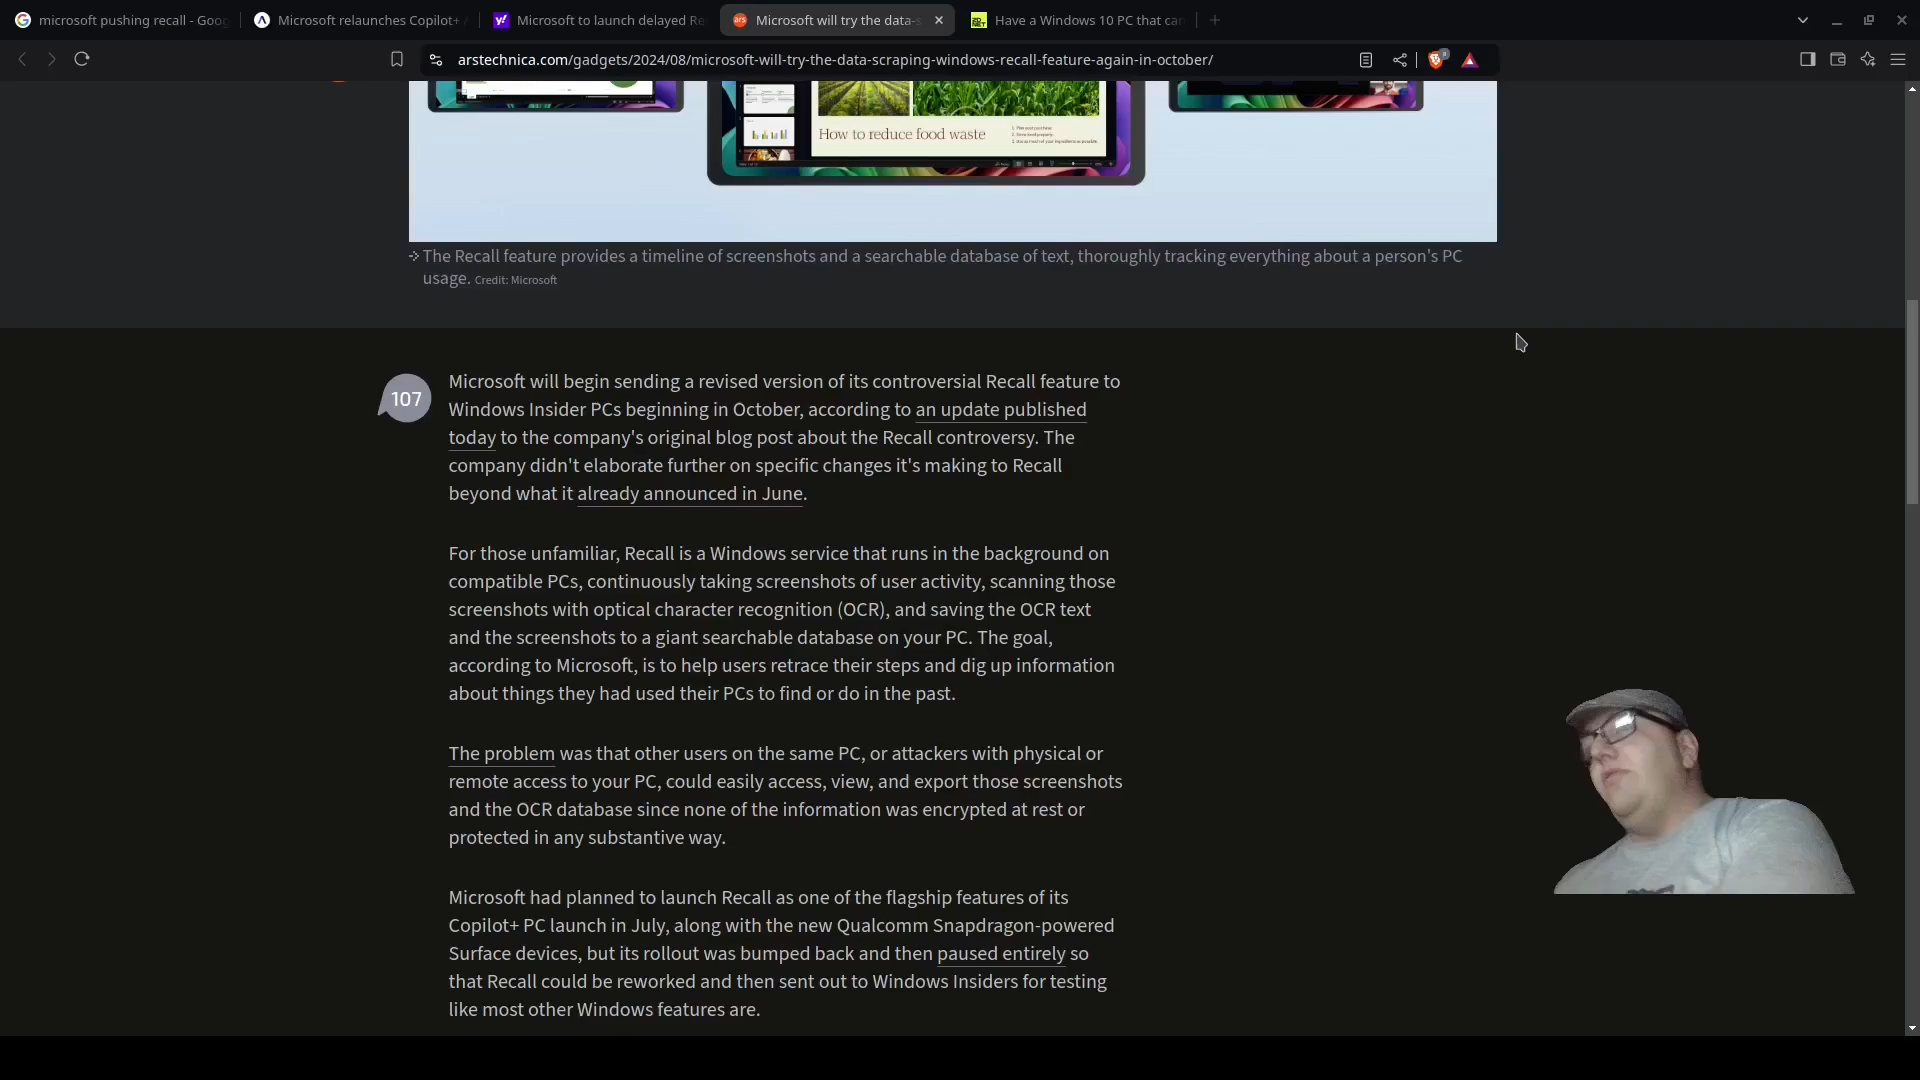 microsoft pushing recall - Goog
Microsoft relaunches Copilot+ A
Microsoft to launch delayed Re
ars
Microsoft will try the data-s
ZDNET
Have a Windows 10 PC that can
arstechnica.com/gadgets/2024/08/microsoft-will-try-the-data-scraping-windows-recall-feature-again-in-october/
How to reduce food waste
The Recall feature provides a timeline of screenshots and a searchable database of text, thoroughly tracking everything about a person's PC
usage. Credit: Microsoft
107
Microsoft will begin sending a revised version of its controversial Recall feature to
Windows Insider PCs beginning in October, according to an update published
today to the company's original blog post about the Recall controversy. The
company didn't elaborate further on specific changes it's making to Recall
beyond what it already announced in June.
For those unfamiliar, Recall is a Windows service that runs in the background on
compatible PCs, continuously taking screenshots of user activity, scanning those
screenshots with optical character recognition (OCR), and saving the OCR text
and the screenshots to a giant searchable database on your PC. The goal,
according to Microsoft, is to help users retrace their steps and dig up information
about things they had used their PCs to find or do in the past.
The problem was that other users on the same PC, or attackers with physical or
remote access to your PC, could easily access, view, and export those screenshots
and the OCR database since none of the information was encrypted at rest or
protected in any substantive way.
Microsoft had planned to launch Recall as one of the flagship features of its
Copilot+ PC launch in July, along with the new Qualcomm Snapdragon-powered
Surface devices, but its rollout was bumped back and then paused entirely so
that Recall could be reworked and then sent out to Windows Insiders for testing
like most other Windows features are.